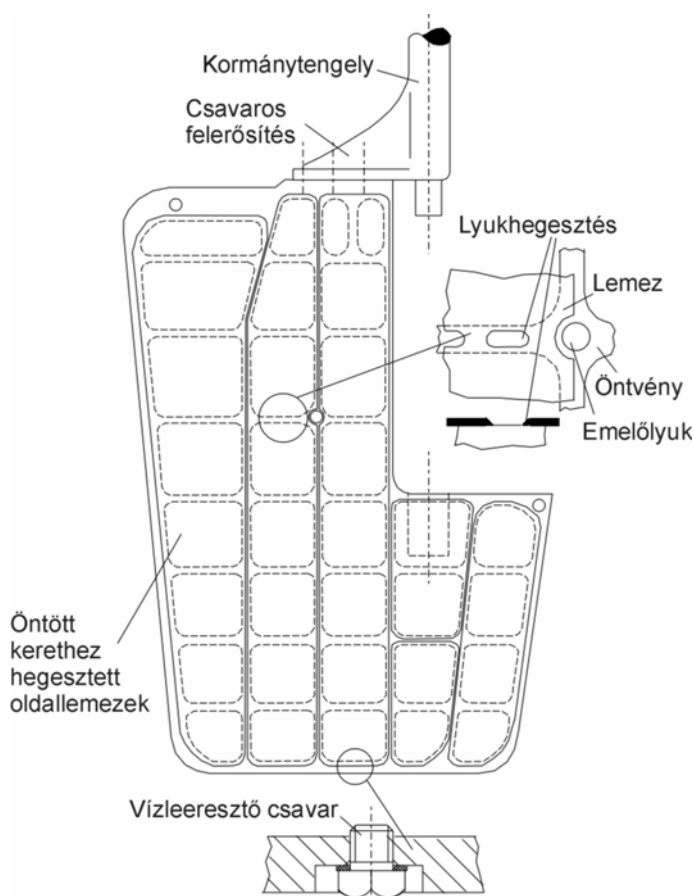 Kormánytengely
Csavaros
felerősítés
Lyukhegesztés
Lemez
Öntvény
Emelőlyuk
Öntött
kerethez
hegesztett
oldallemezek
Vízleeresztő csavar